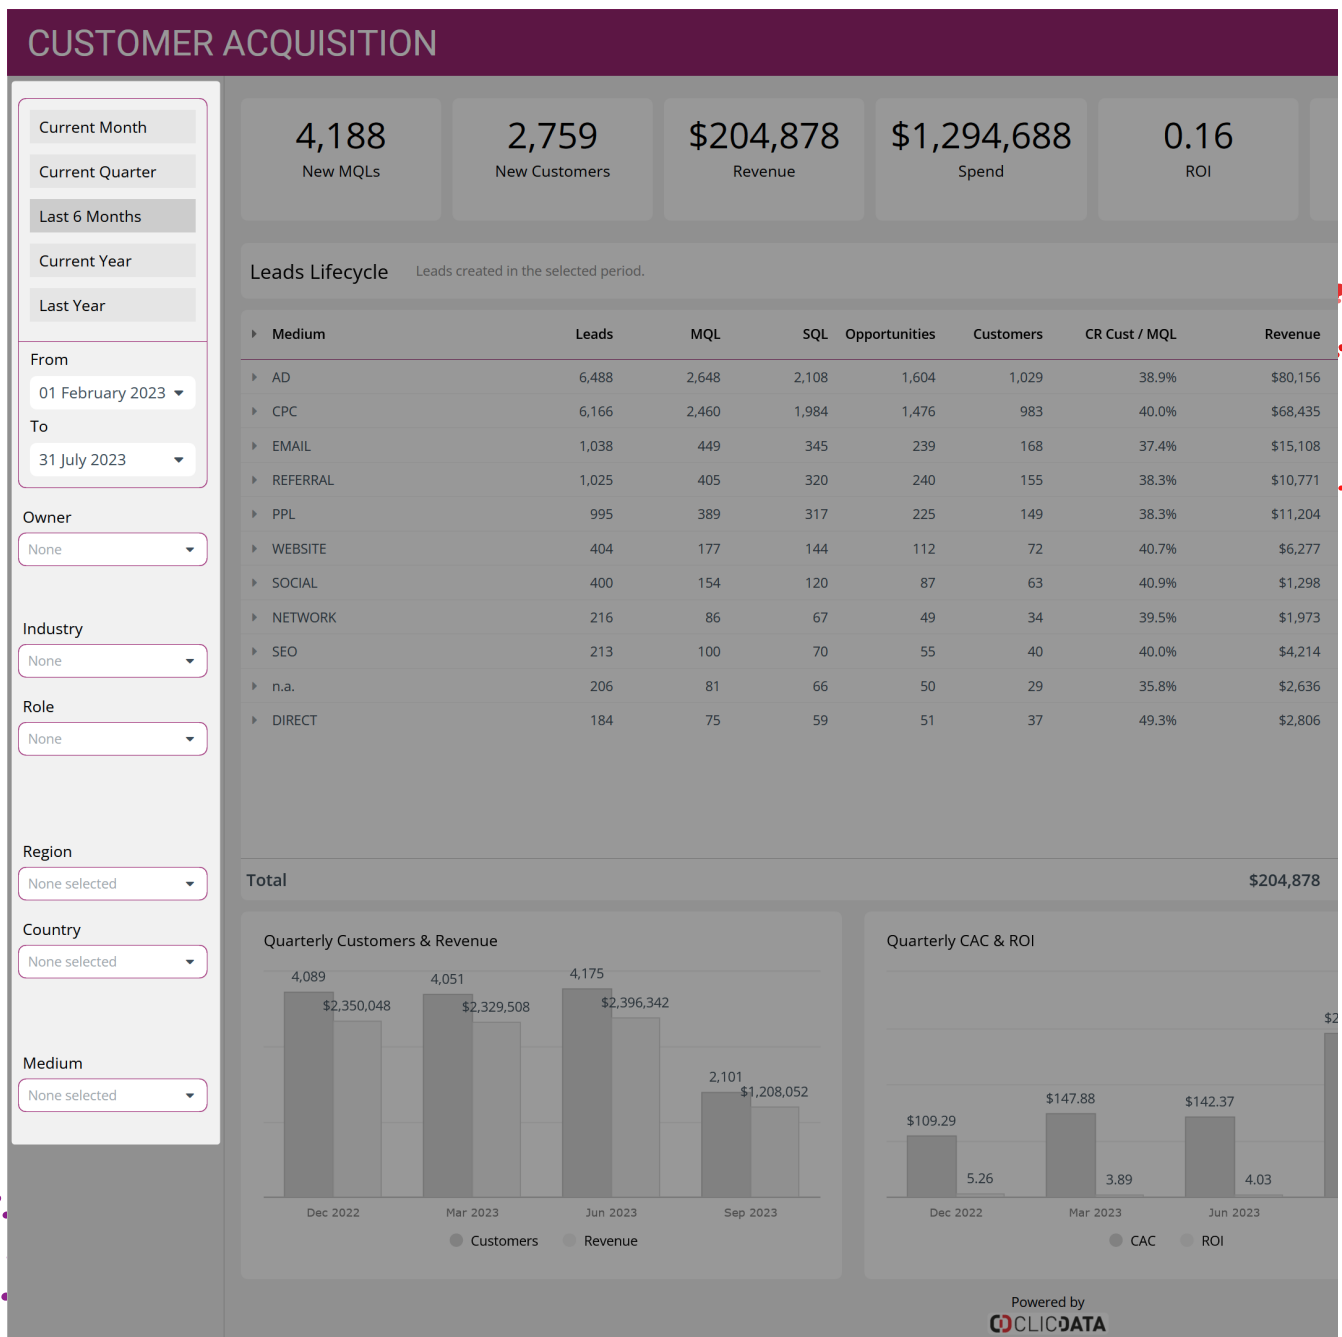 CUSTOMER ACQUISITION
Current Month
Current Quarter
Last 6 Months
Current Year
Last Year
From
01 February 2023
To
31 July 2023
Owner
None
Industry
None
Role
None
Region
None selected
Country
None selected
Medium
None selected
4,188
New MQLs
2,759
New Customers
$204,878
Revenue
$1,294,688
Spend
0.16
ROI
Leads Lifecycle Leads created in the selected period.
Medium Leads MQL SQL Opportunities Customers CR Cust / MQL Revenue
AD 6,488 2,648 2,108 1,604 1,029 38.9% $80,156
CPC 6,166 2,460 1,984 1,476 983 40.0% $68,435
EMAIL 1,038 449 345 239 168 37.4% $15,108
REFERRAL 1,025 405 320 240 155 38.3% $10,771
PPL 995 389 317 225 149 38.3% $11,204
WEBSITE 404 177 144 112 72 40.7% $6,277
SOCIAL 400 154 120 87 63 40.9% $1,298
NETWORK 216 86 67 49 34 39.5% $1,973
SEO 213 100 70 55 40 40.0% $4,214
n.a. 206 81 66 50 29 35.8% $2,636
DIRECT 184 75 59 51 37 49.3% $2,806
Total $204,878
Quarterly Customers & Revenue
4,089 $2,350,048 4,051 $2,329,508 4,175 $2,396,342 2,101 $1,208,052
Dec 2022 Mar 2023 Jun 2023 Sep 2023
Customers Revenue
Quarterly CAC & ROI
$109.29 5.26 $147.88 3.89 $142.37 4.03 $2
Dec 2022 Mar 2023 Jun 2023
CAC ROI
Powered by
CLICDATA